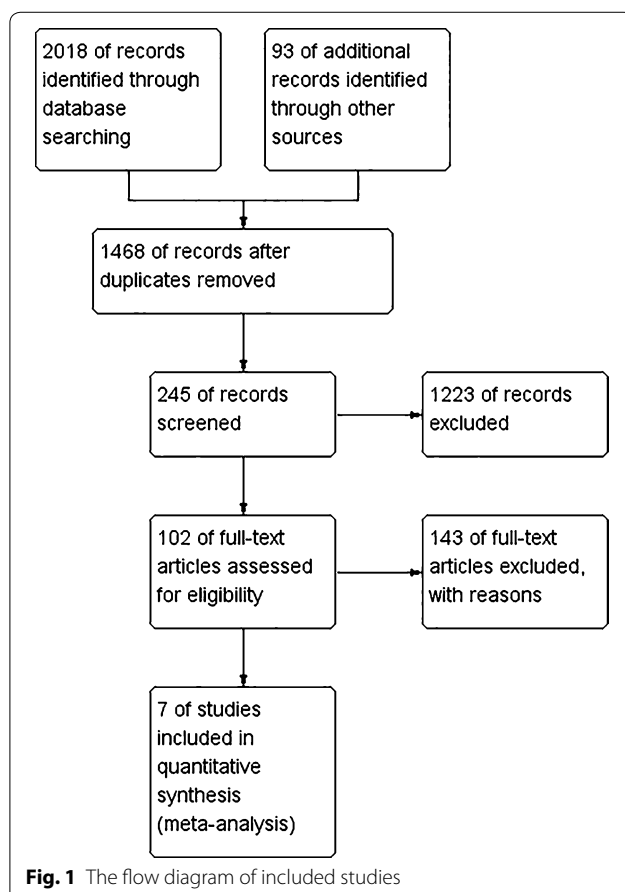 2018 of records
identified through
database
searching
93 of additional
records identified
through other
sources
1468 of records after
duplicates removed
245 of records
screened
1223 of records
excluded
102 of full-text
articles assessed
for eligibility
143 of full-text
articles excluded,
with reasons
7 of studies
included in
quantitative
synthesis
(meta-analysis)
Fig. 1 The flow diagram of included studies